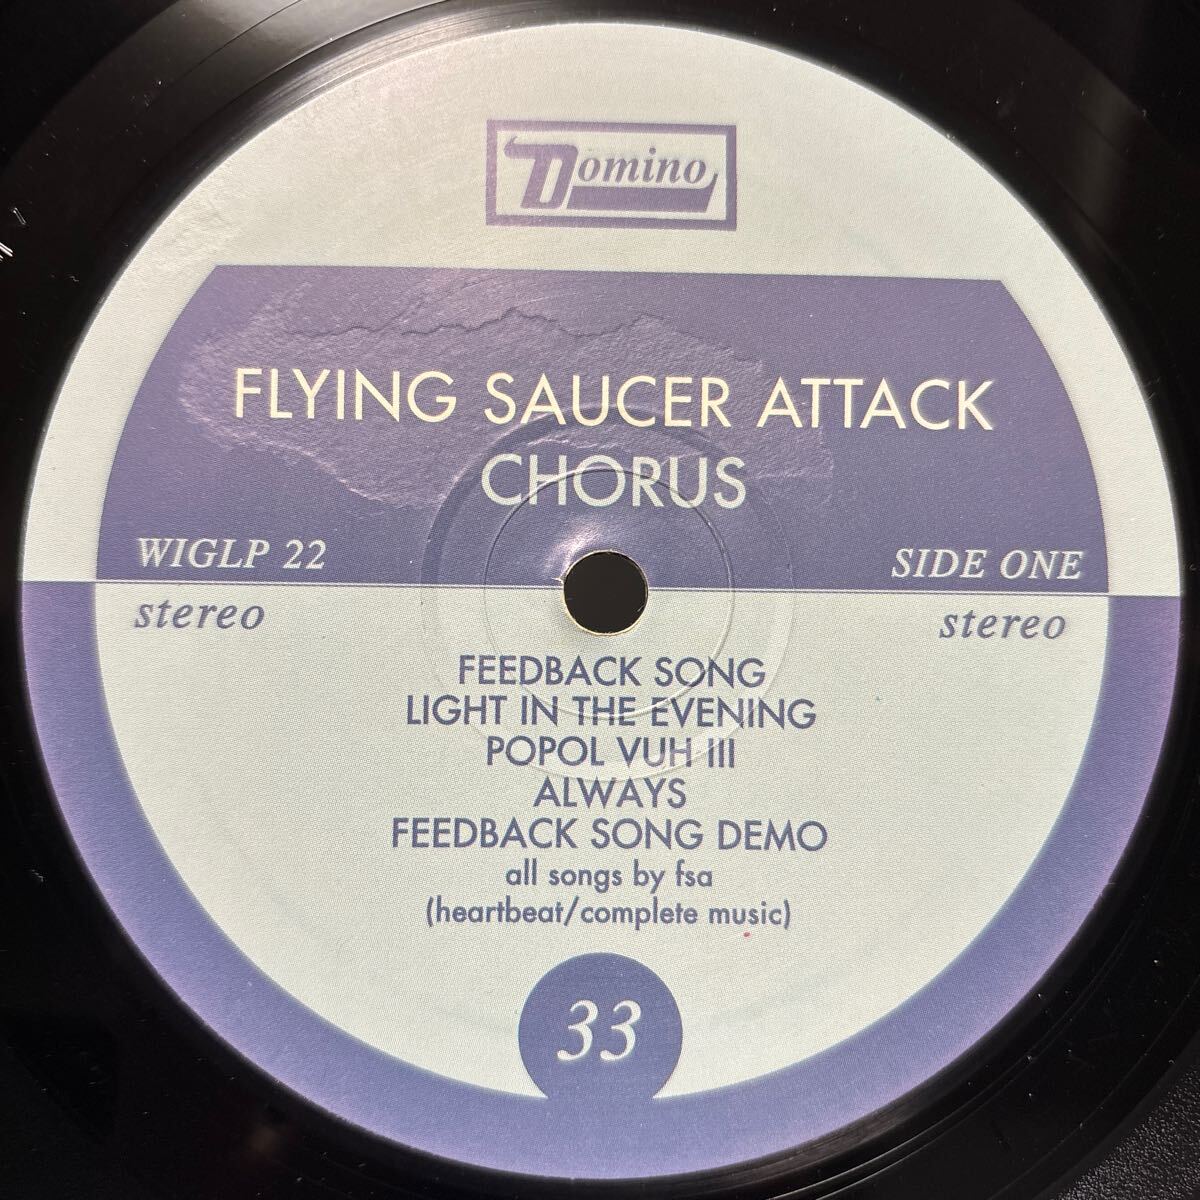 Domino
FLYING SAUCER ATTACK
CHORUS
WIGLP 22
SIDE ONE
stereo
stereo
FEEDBACK SONG
LIGHT IN THE EVENING
POPOL VUH III
ALWAYS
FEEDBACK SONG DEMO
all songs by fsa
(heartbeat/complete music)
33